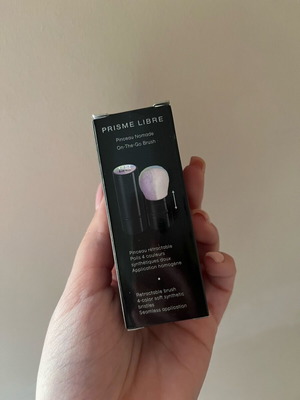 PRISME LIBRE
Pinceau Nomade
On-The-Go Brush
Pinceau rétractable
Poils 4 couleurs
synthétiques doux
Application homogène
Retractable brush
4-color soft synthetic
bristles
Seamless application